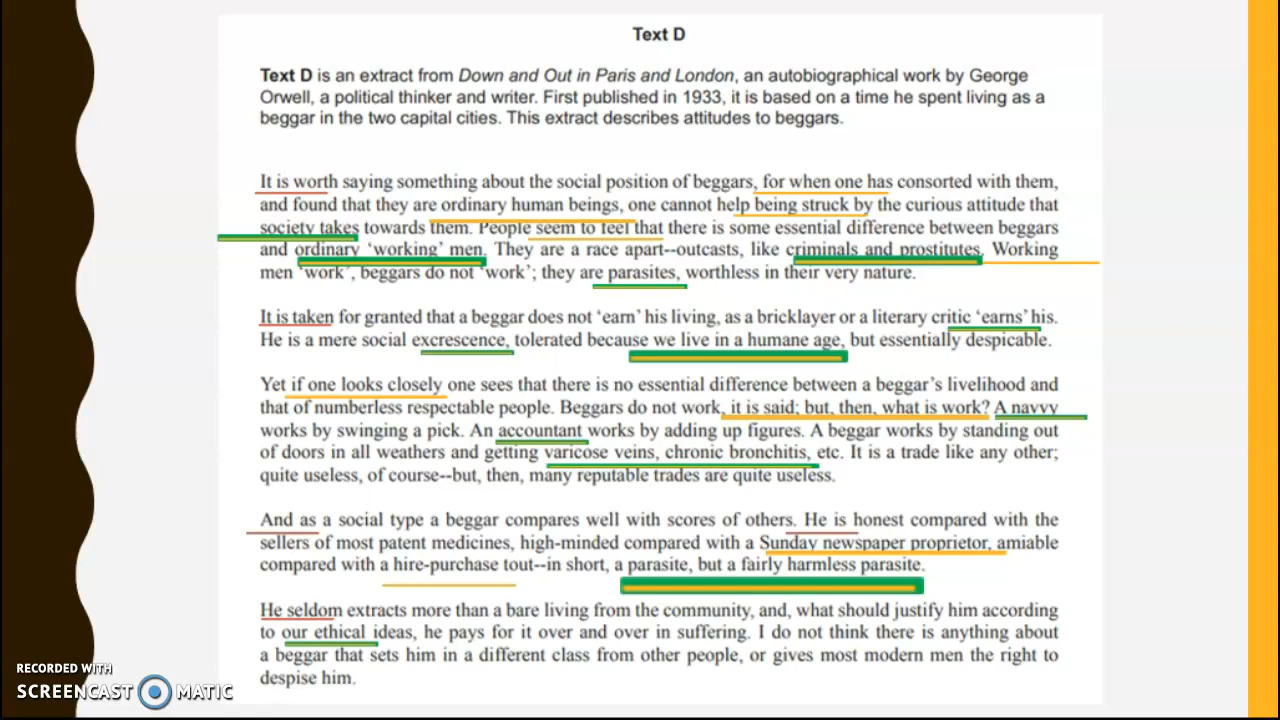 Text D
Text D is an extract from Down and Out in Paris and London, an autobiographical work by George
Orwell, a political thinker and writer. First published in 1933, it is based on a time he spent living as a
beggar in the two capital cities. This extract describes attitudes to beggars.
It is worth saying something about the social position of beggars, for when one has consorted with them,
and found that they are ordinary human beings, one cannot help being struck by the curious attitude that
society takes towards them. People seem to feel that there is some essential difference between beggars
and ordinary ‘working’ men. They are a race apart--outcasts, like criminals and prostitutes. Working
men ‘work’, beggars do not ‘work’; they are parasites, worthless in their very nature.
It is taken for granted that a beggar does not ‘earn’ his living, as a bricklayer or a literary critic ‘earns’ his.
He is a mere social excrescence, tolerated because we live in a humane age, but essentially despicable.
Yet if one looks closely one sees that there is no essential difference between a beggar’s livelihood and
that of numberless respectable people. Beggars do not work, it is said; but, then, what is work? A navvy
works by swinging a pick. An accountant works by adding up figures. A beggar works by standing out
of doors in all weathers and getting varicose veins, chronic bronchitis, etc. It is a trade like any other;
quite useless, of course--but, then, many reputable trades are quite useless.
And as a social type a beggar compares well with scores of others. He is honest compared with the
sellers of most patent medicines, high-minded compared with a Sunday newspaper proprietor, amiable
compared with a hire-purchase tout--in short, a parasite, but a fairly harmless parasite.
He seldom extracts more than a bare living from the community, and, what should justify him according
to our ethical ideas, he pays for it over and over in suffering. I do not think there is anything about
a beggar that sets him in a different class from other people, or gives most modern men the right to
despise him.
RECORDED WITH
SCREENCAST MATIC